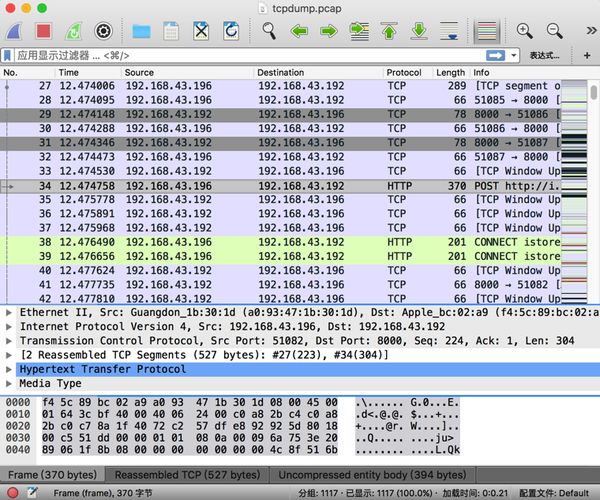 tcpdump.pcap
应用显示过滤器 … <⌘/>
表达式…
+
No. Time Source Destination Protocol Length Info
27 12.474006 192.168.43.196 192.168.43.192 TCP 289 [TCP segment o
28 12.474095 192.168.43.192 192.168.43.196 TCP 66 51085 → 8000 [
29 12.474148 192.168.43.196 192.168.43.192 TCP 78 8000 → 51086 [
30 12.474288 192.168.43.192 192.168.43.196 TCP 66 51086 → 8000 [
31 12.474346 192.168.43.196 192.168.43.192 TCP 78 8000 → 51087 [
32 12.474473 192.168.43.192 192.168.43.196 TCP 66 51087 → 8000 [
33 12.474530 192.168.43.196 192.168.43.192 TCP 66 [TCP Window Up
34 12.474758 192.168.43.196 192.168.43.192 HTTP 370 POST http://i.
35 12.475778 192.168.43.196 192.168.43.192 TCP 66 [TCP Window Up
36 12.475891 192.168.43.196 192.168.43.192 TCP 66 [TCP Window Up
37 12.475968 192.168.43.196 192.168.43.192 TCP 66 [TCP Window Up
38 12.476490 192.168.43.196 192.168.43.192 HTTP 201 CONNECT istore
39 12.476656 192.168.43.196 192.168.43.192 HTTP 201 CONNECT istore
40 12.477624 192.168.43.196 192.168.43.192 TCP 66 [TCP Window Up
41 12.477735 192.168.43.192 192.168.43.196 TCP 66 8000 → 51082 [
42 12.477810 192.168.43.196 192.168.43.192 TCP 66 [TCP Window Up
Ethernet II, Src: Guangdon_1b:30:1d (a0:93:47:1b:30:1d), Dst: Apple_bc:02:a9 (f4:5c:89:bc:02:a
Internet Protocol Version 4, Src: 192.168.43.196, Dst: 192.168.43.192
Transmission Control Protocol, Src Port: 51082, Dst Port: 8000, Seq: 224, Ack: 1, Len: 304
[2 Reassembled TCP Segments (527 bytes): #27(223), #34(304)]
Hypertext Transfer Protocol
Media Type
0000 f4 5c 89 bc 02 a9 a0 93 47 1b 30 1d 08 00 45 00 .\...... G.0...E.
0010 01 64 3c bf 40 00 40 06 24 00 c0 a8 2b c4 c0 a8 .d<.@.@. $...+...
0020 2b c0 c7 8a 1f 40 72 c2 57 df e8 92 92 5d 80 18 +....@r. W....]..
0030 00 c5 51 dd 00 00 01 01 08 0a 00 09 6a 75 3e 20 ..Q..... ....ju>
0040 89 06 1f 8b 08 00 00 00 00 00 00 00 4c 8f 51 6b ........ ....L.Qk
Frame (370 bytes) Reassembled TCP (527 bytes) Uncompressed entity body (394 bytes)
Frame (frame), 370 字节 分组: 1117 · 已显示: 1117 (100.0%) · 加载时间: 0:0.21 配置文件: Default